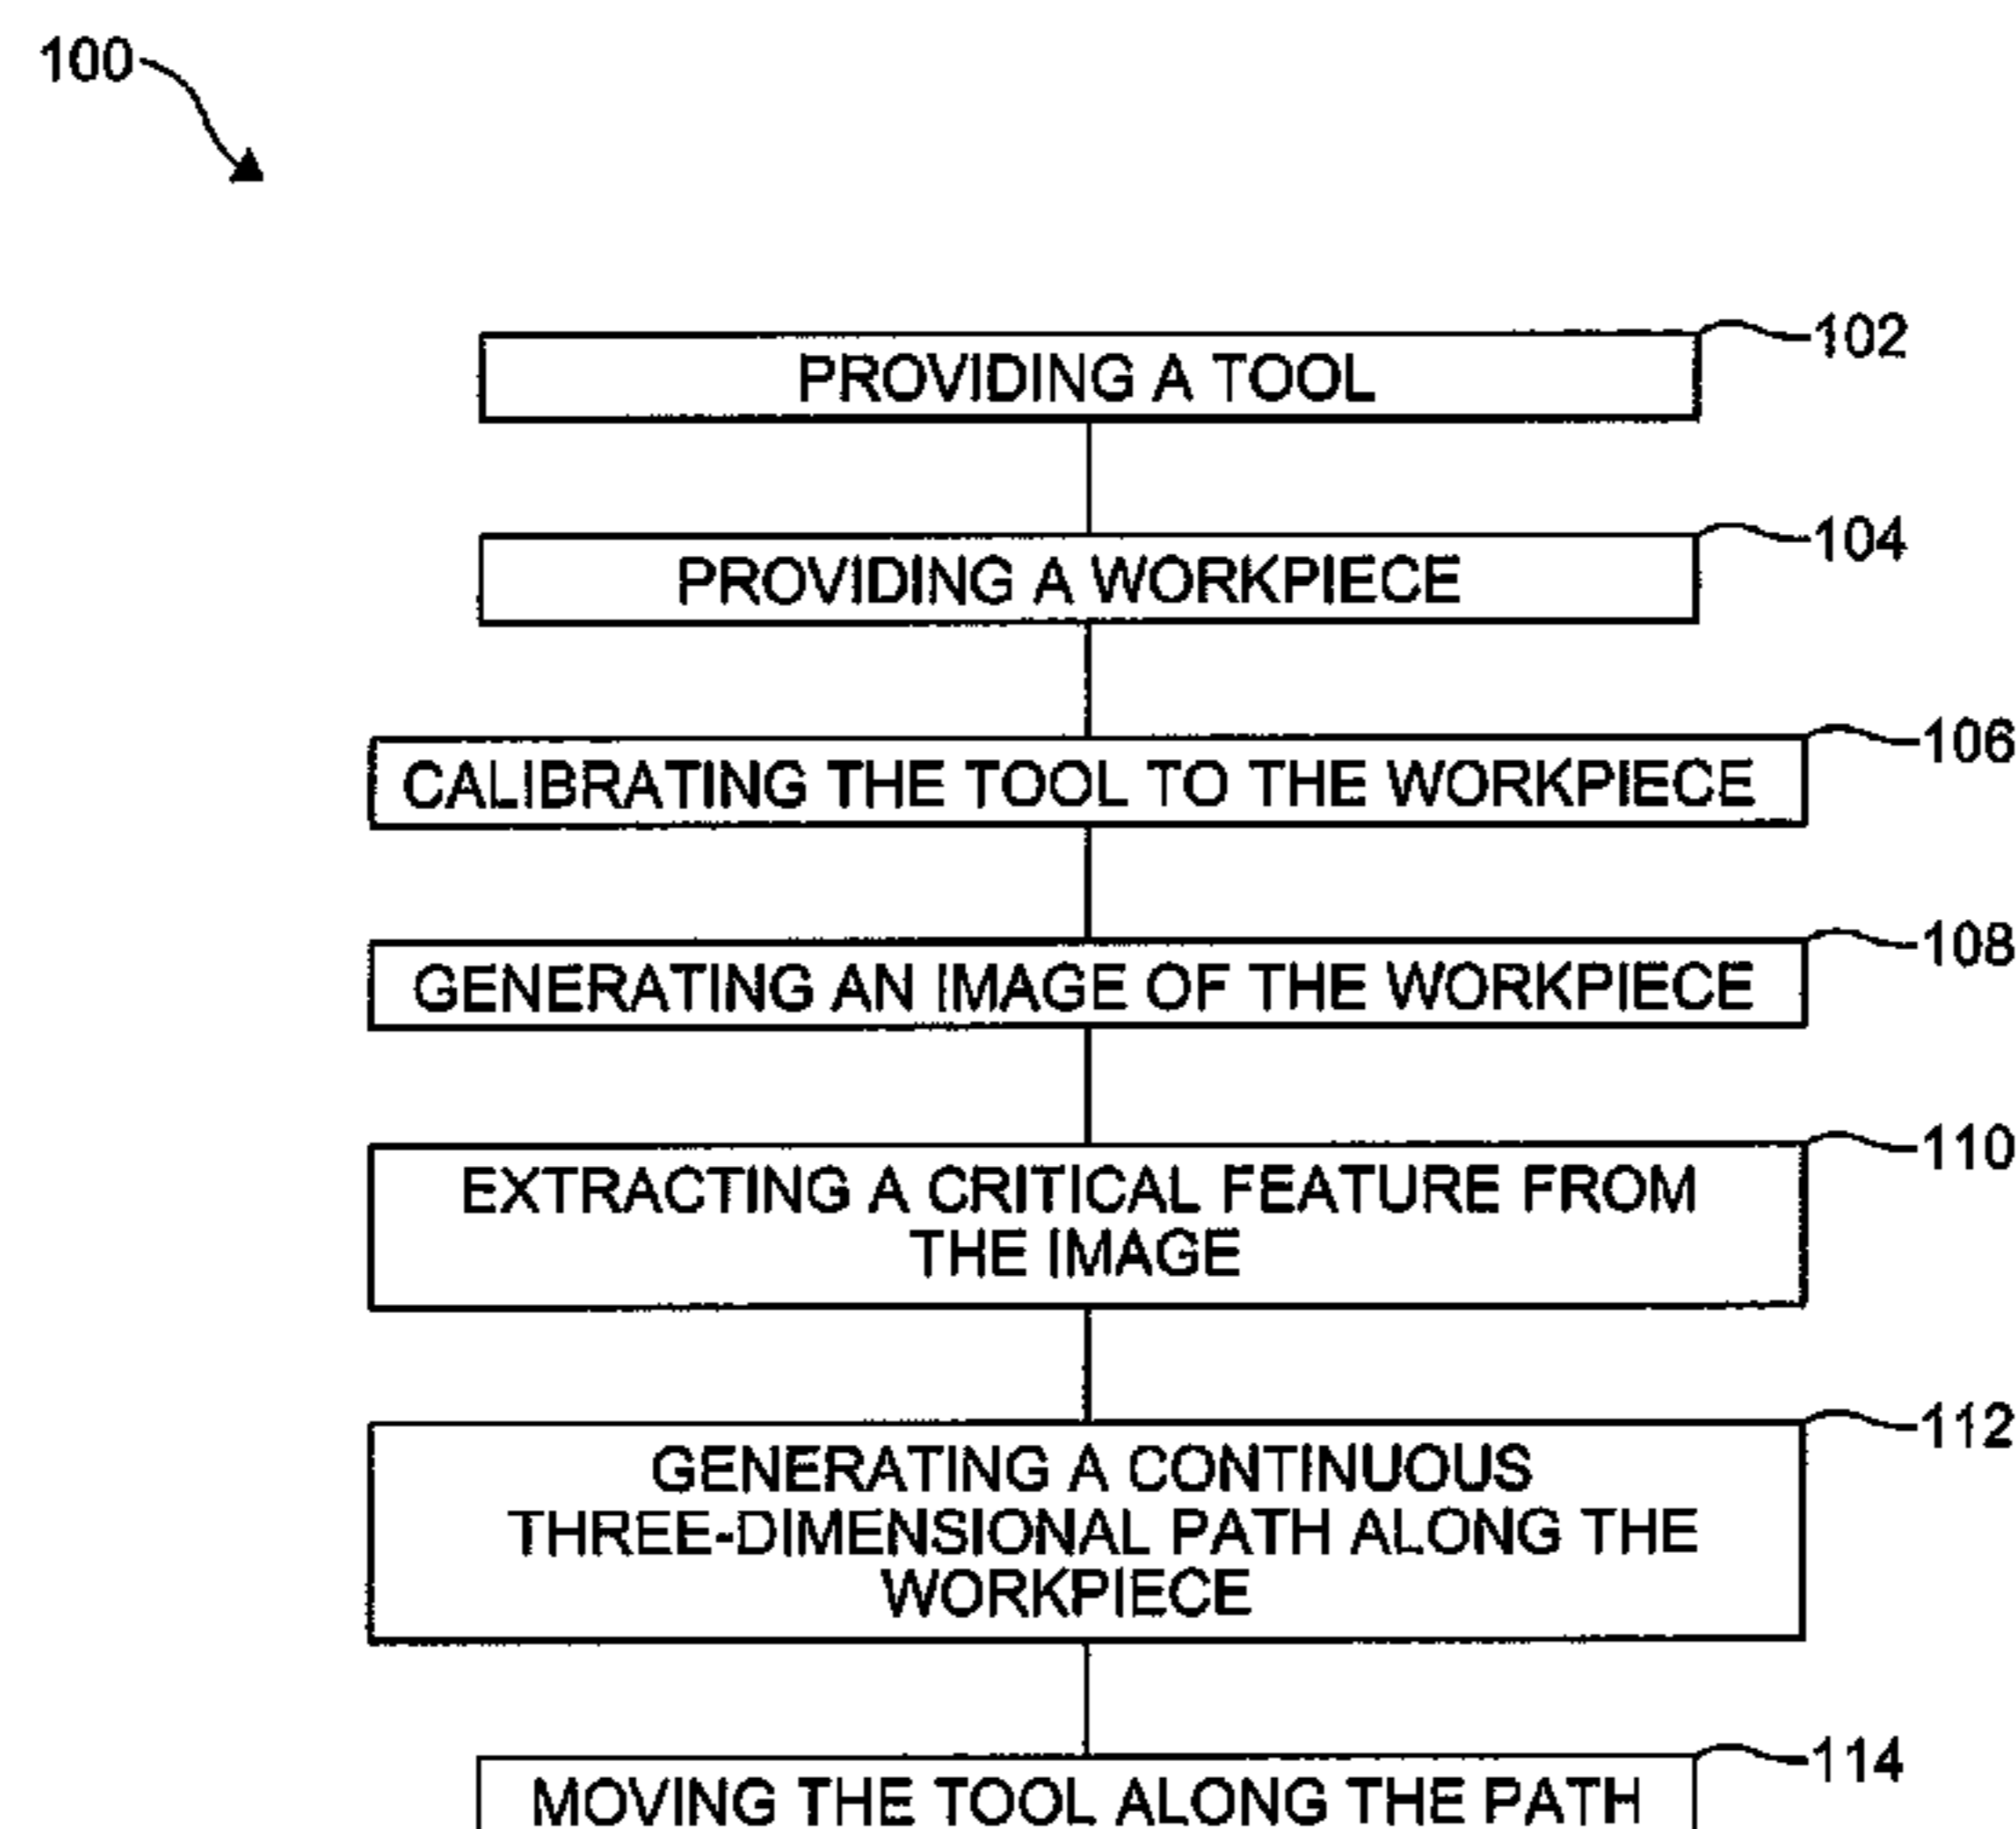 100
102
PROVIDING A TOOL
104
PROVIDING A WORKPIECE
106
CALIBRATING THE TOOL TO THE WORKPIECE
108
GENERATING AN IMAGE OF THE WORKPIECE
110
EXTRACTING A CRITICAL FEATURE FROM
THE IMAGE
112
GENERATING A CONTINUOUS
THREE-DIMENSIONAL PATH ALONG THE
WORKPIECE
114
MOVING THE TOOL ALONG THE PATH